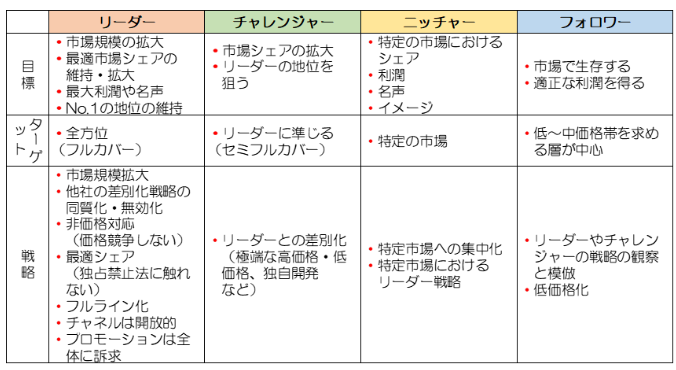 リーダー
チャレンジャー
ニッチャー
フォロワー
目標
• 市場規模の拡大
• 最適市場シェアの
維持・拡大
• 最大利潤や名声
• No.1の地位の維持
• 市場シェアの拡大
• リーダーの地位を
狙う
• 特定の市場における
シェア
• 利潤
• 名声
• イメージ
• 市場で生存する
• 適正な利潤を得る
ターゲット
• 全方位
（フルカバー）
• リーダーに準じる
（セミフルカバー）
• 特定の市場
• 低～中価格帯を求め
る層が中心
戦略
• 市場規模拡大
• 他社の差別化戦略の
同質化・無効化
• 非価格対応
（価格競争しない）
• 最適シェア
（独占禁止法に触れ
ない）
• フルライン化
• チャネルは開放的
• プロモーションは全
体に訴求
• リーダーとの差別化
（極端な高価格・低
価格、独自開発
など）
• 特定市場への集中化
• 特定市場における
リーダー戦略
• リーダーやチャレン
ジャーの戦略の観察
と模倣
• 低価格化